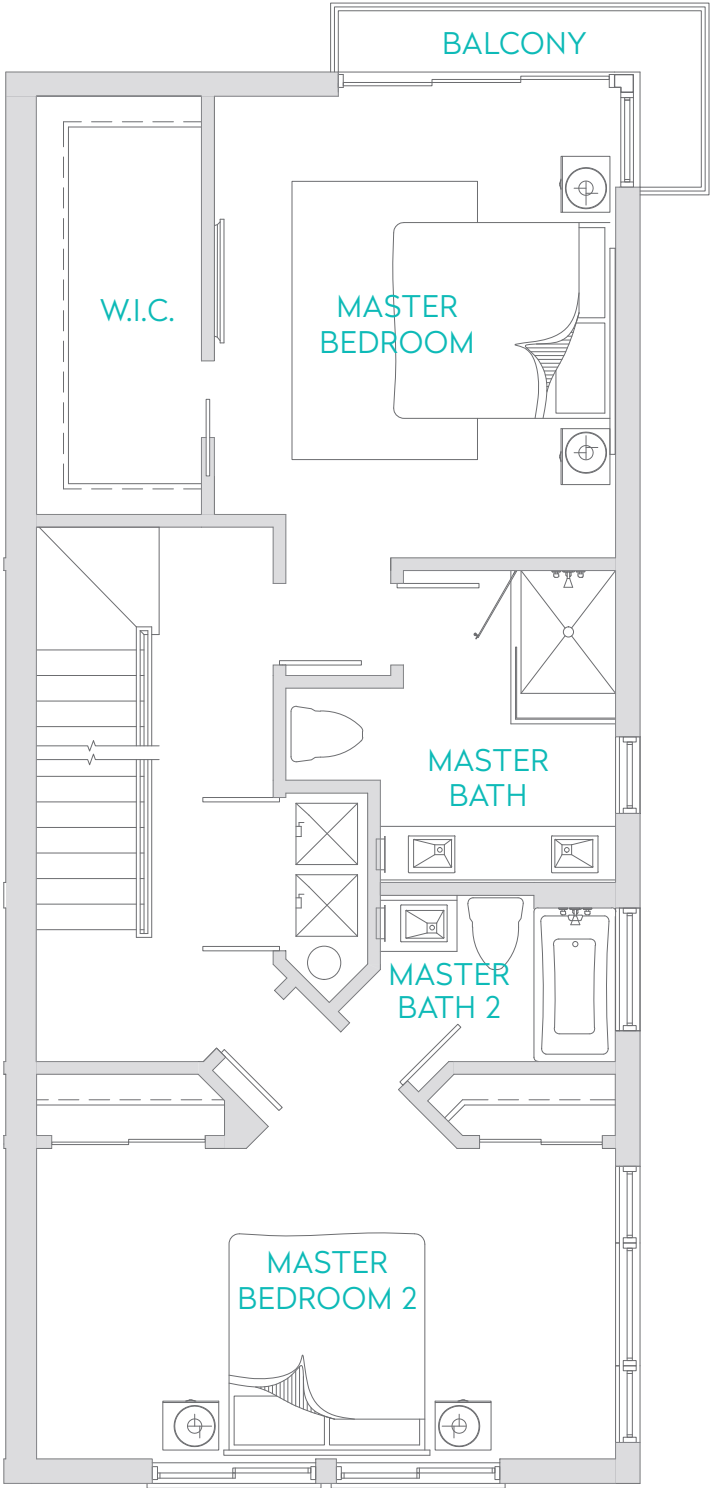 BALCONY
W.I.C.
MASTER
BEDROOM
MASTER
BATH
MASTER
BATH 2
MASTER
BEDROOM 2